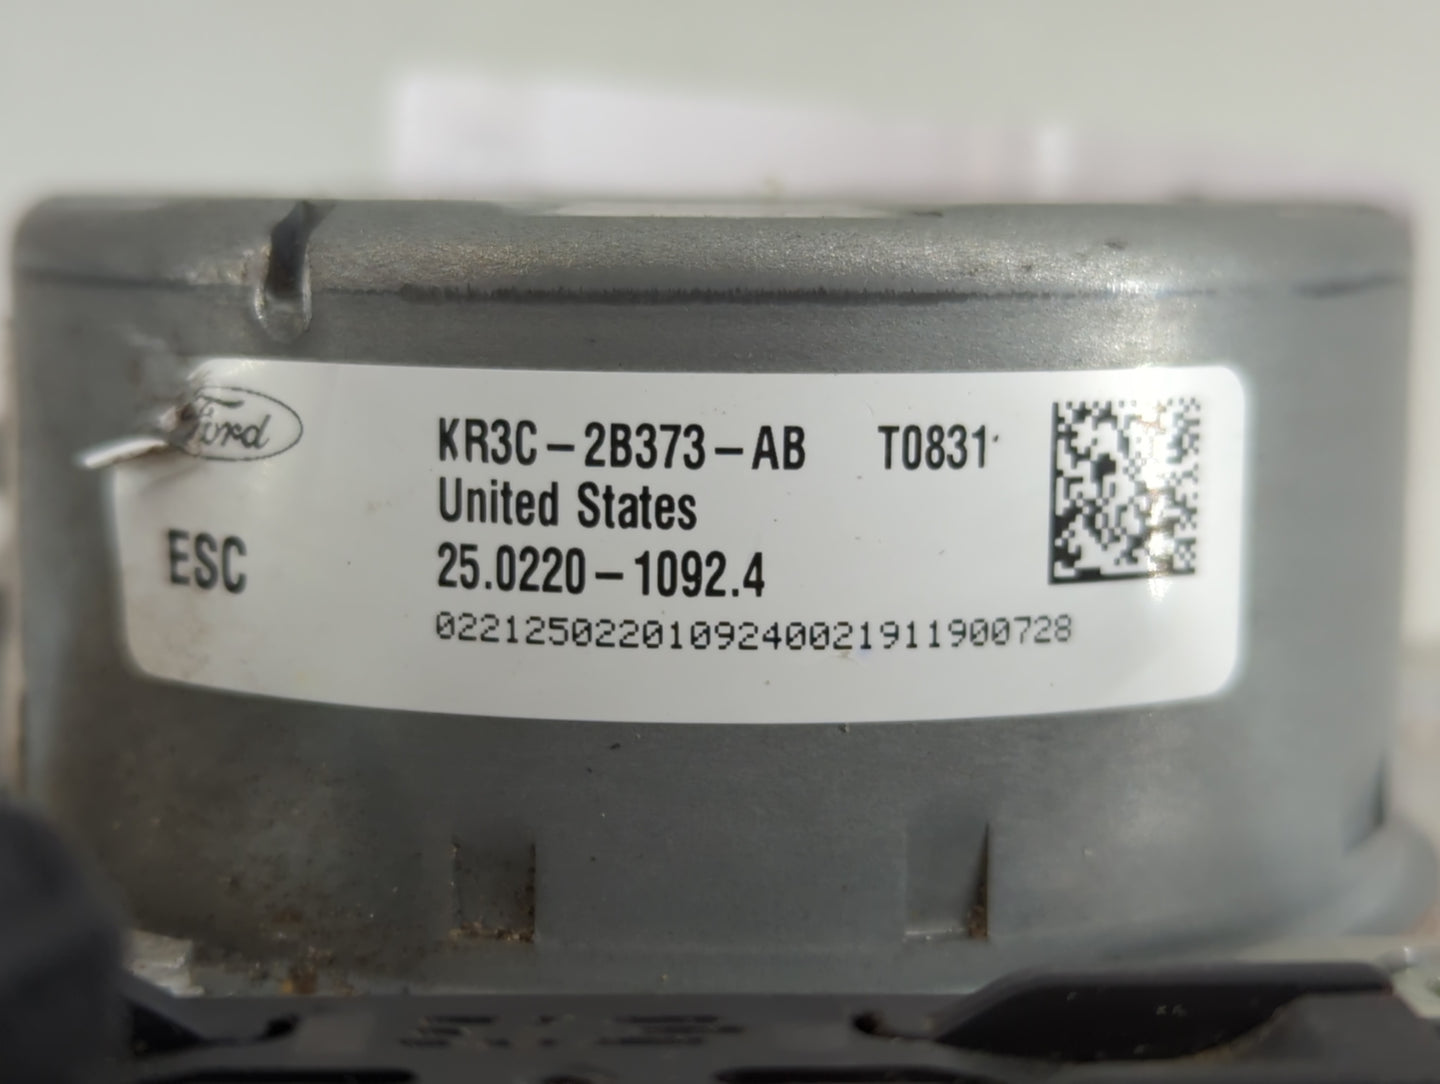 Ford
KR3C-2B373-AB T0831
United States
ESC
25.0220-1092.4
0221250220109240021911900728